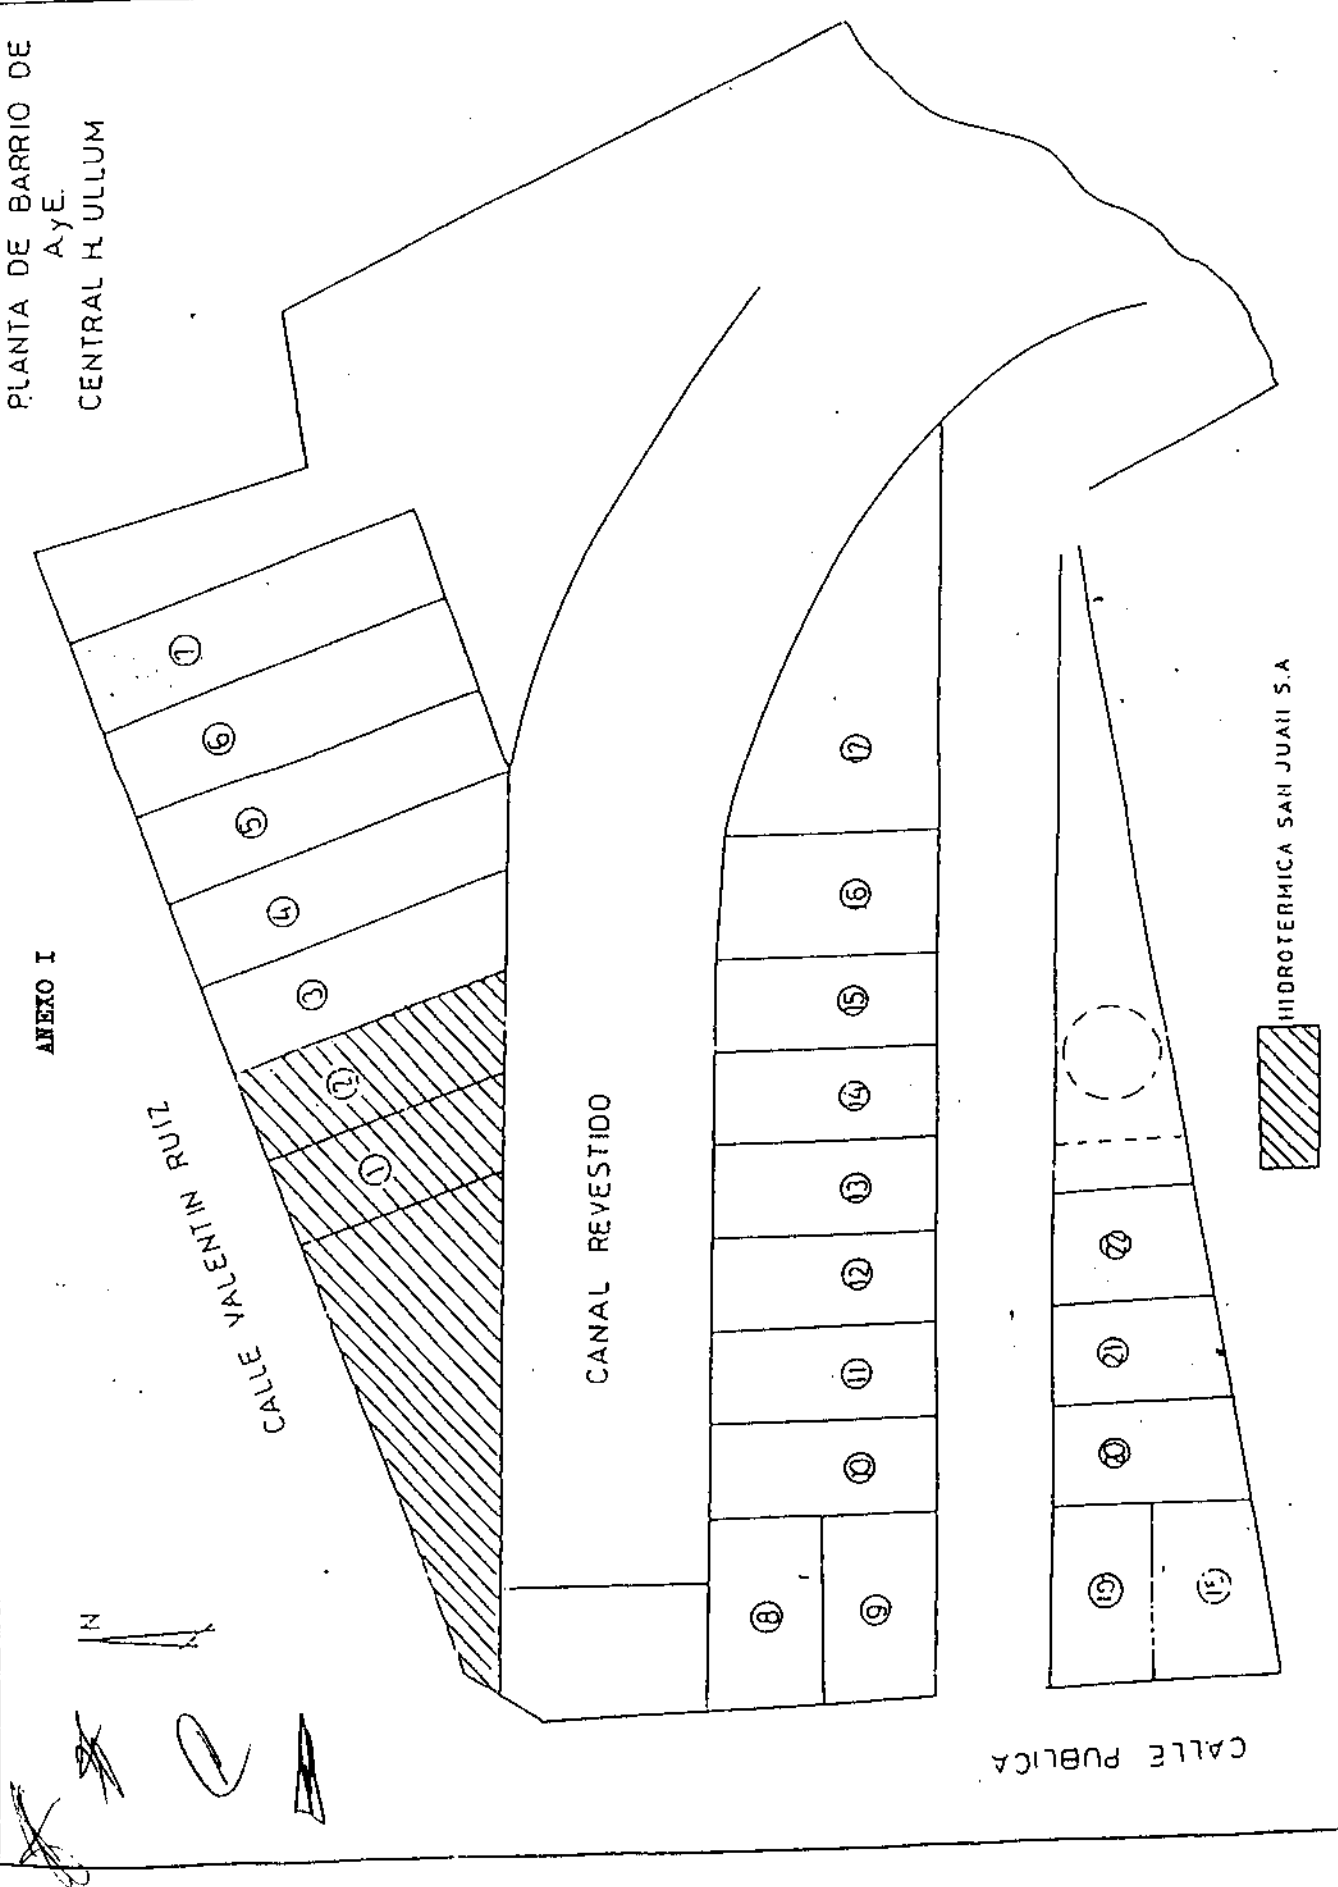 ANEXO I
PLANTA DE BARRIO DE
AyE.
CENTRAL H. ULLUM
N
CALLE VALENTIN RUIZ
1
2
3
4
5
6
7
CANAL REVESTIDO
8
9
10
11
12
13
14
15
16
17
19
20
21
22
CALLE PUBLICA
HIDROTERMICA SAN JUAN S.A